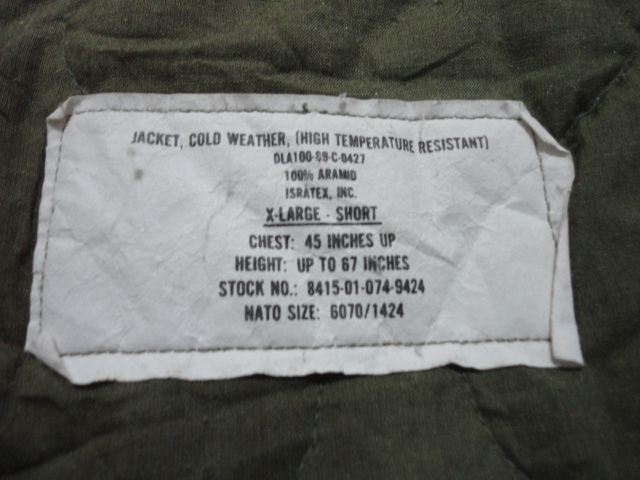 JACKET, COLD WEATHER, (HIGH TEMPERATURE RESISTANT)
DLA100-89-C-0427
100% ARAMID
ISRATEX, INC.
X-LARGE - SHORT
CHEST: 45 INCHES UP
HEIGHT: UP TO 67 INCHES
STOCK NO.: 8415-01-074-9424
NATO SIZE: 6070/1424